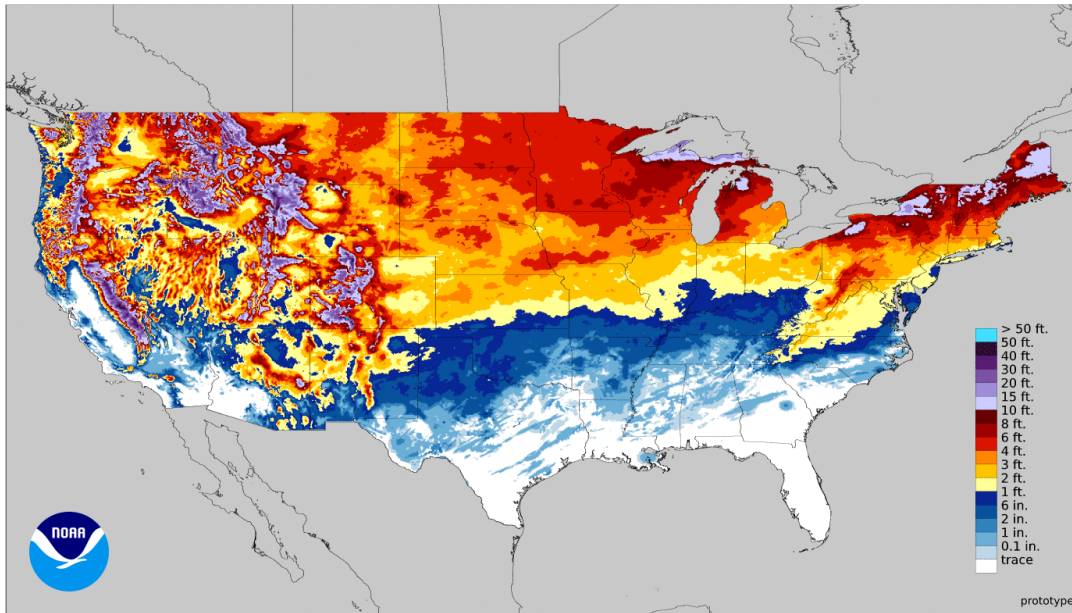 > 50 ft.
50 ft.
40 ft.
30 ft.
20 ft.
15 ft.
10 ft.
8 ft.
6 ft.
4 ft.
3 ft.
2 ft.
1 ft.
6 in.
2 in.
1 in.
0.1 in.
trace
NOAA
prototype